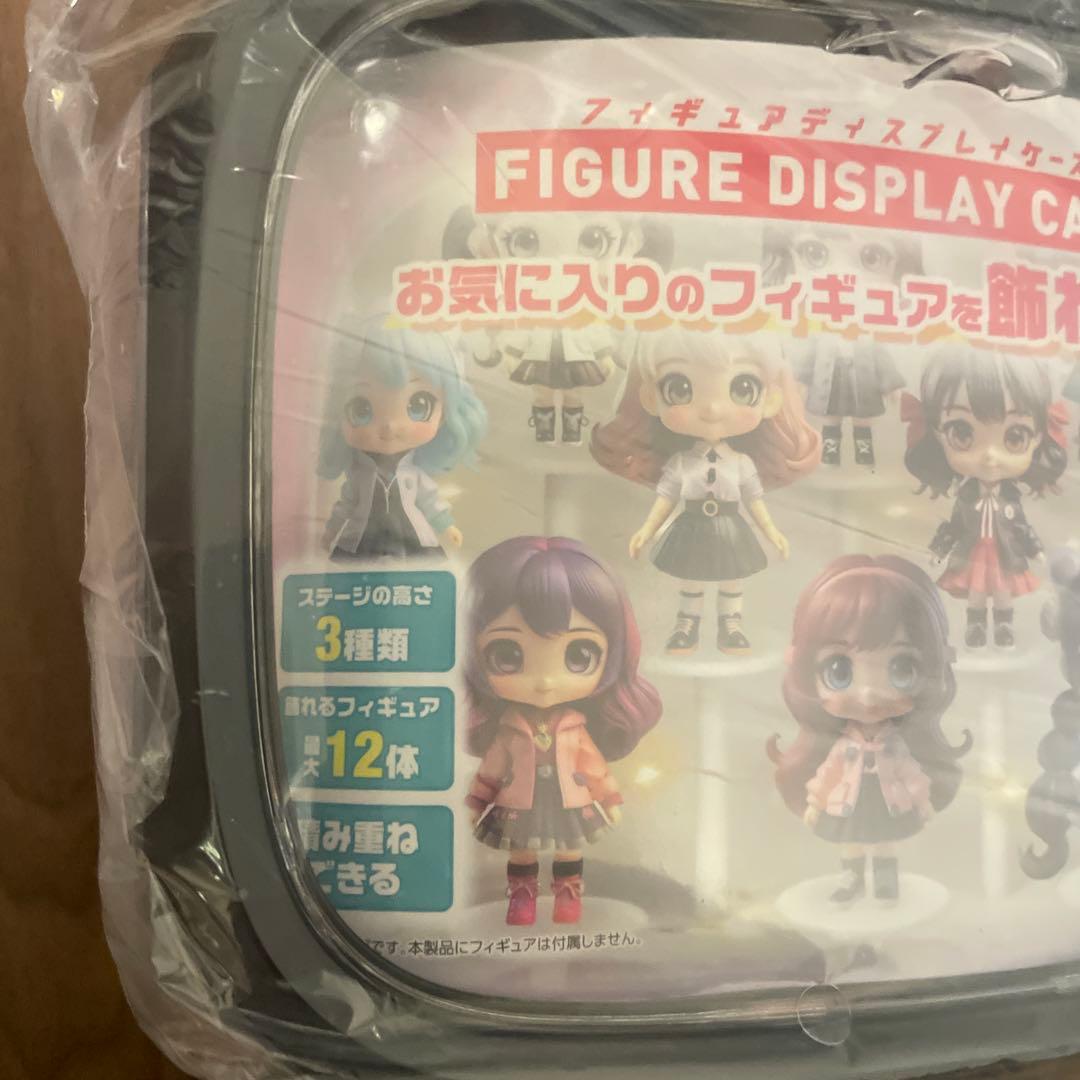 フィギュアディスプレイケース
FIGURE DISPLAY CA
お気に入りのフィギュアを飾れ
ステージの高さ
3種類
飾れるフィギュア
最大12体
積み重ね
できる
です。本製品にフィギュアは付属しません。